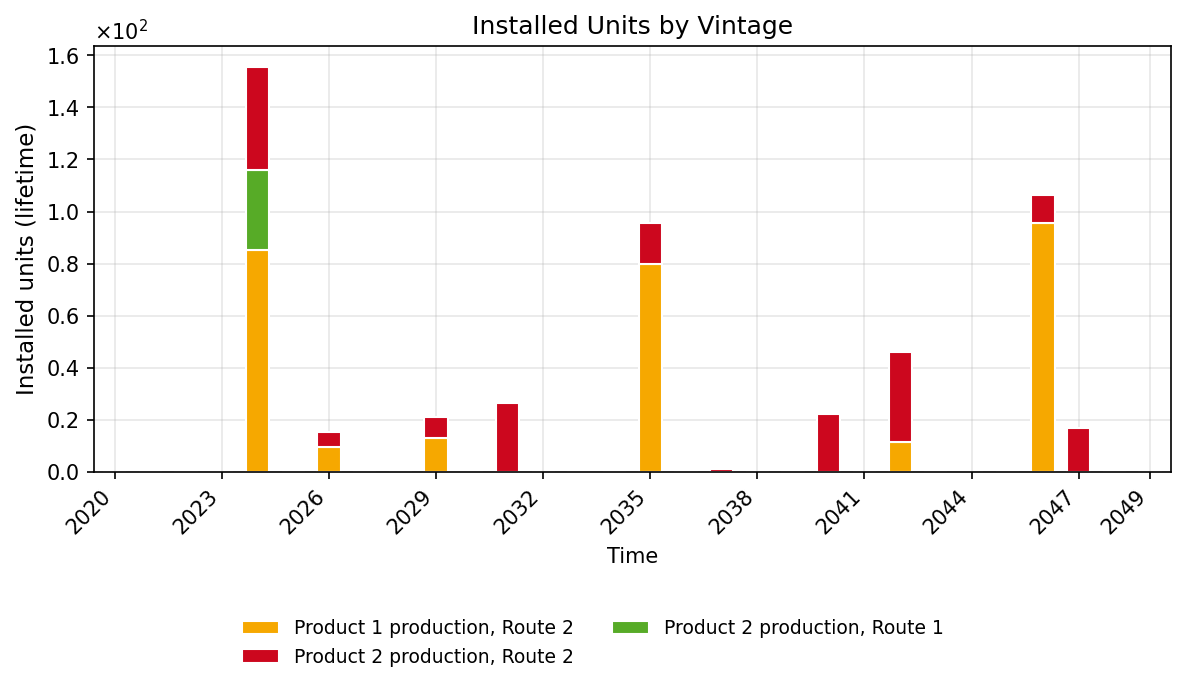 Installed Units by Vintage
×10²
Installed units (lifetime)
1.6
1.4
1.2
1.0
0.8
0.6
0.4
0.2
0.0
2020 2023 2026 2029 2032 2035 2038 2041 2044 2047 2049
Time
Product 1 production, Route 2 Product 2 production, Route 1
Product 2 production, Route 2